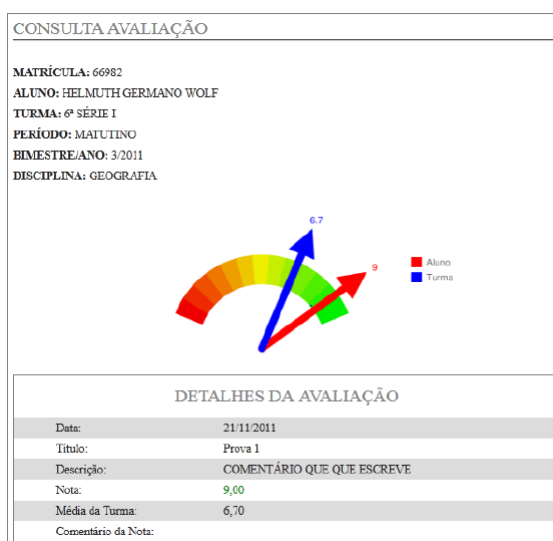 CONSULTA AVALIAÇÃO
MATRÍCULA: 66982
ALUNO: HELMUTH GERMANO WOLF
TURMA: 6ª SÉRIE I
PERÍODO: MATUTINO
BIMESTRE/ANO: 3/2011
DISCIPLINA: GEOGRAFIA
6.7
9
Aluno
Turma
DETALHES DA AVALIAÇÃO
Data: 21/11/2011
Título: Prova 1
Descrição: COMENTÁRIO QUE QUE ESCREVE
Nota: 9,00
Média da Turma: 6,70
Comentário da Nota: